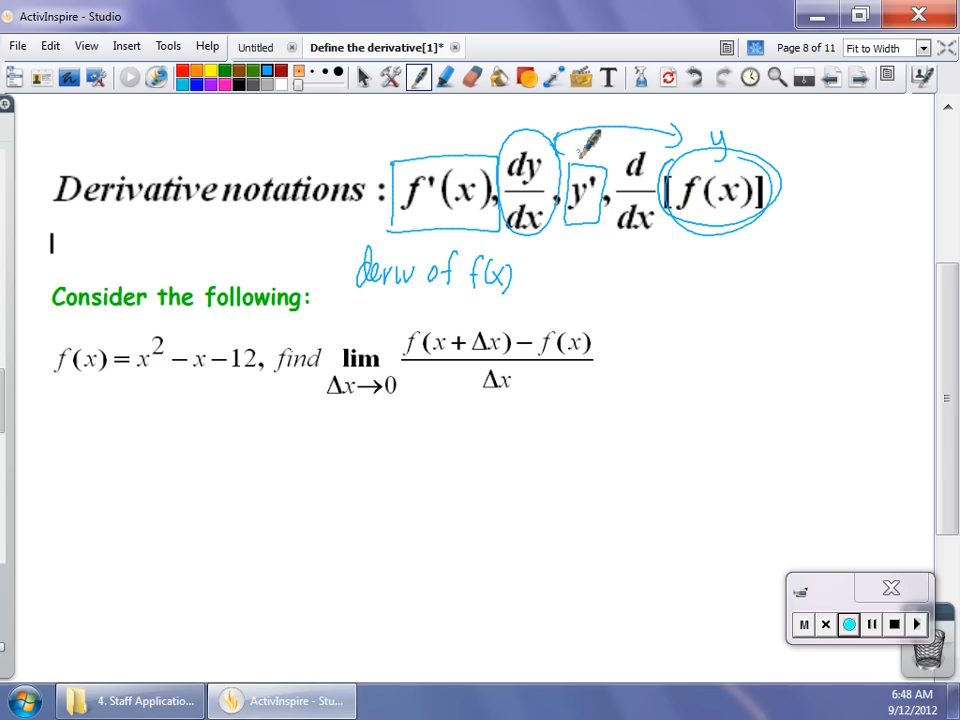 ActivInspire - Studio
File Edit View Insert Tools Help Untitled Define the derivative[1]* Page 8 of 11 Fit to Width
y
Derivative notations : f'(x), dy/dx, y', d/dx [f(x)]
deriv of f(x)
Consider the following:
f(x) = x² − x − 12, find lim Δx→0 f(x + Δx) − f(x) / Δx
M
4. Staff Applicatio... ActivInspire - Stu...
6:48 AM
9/12/2012